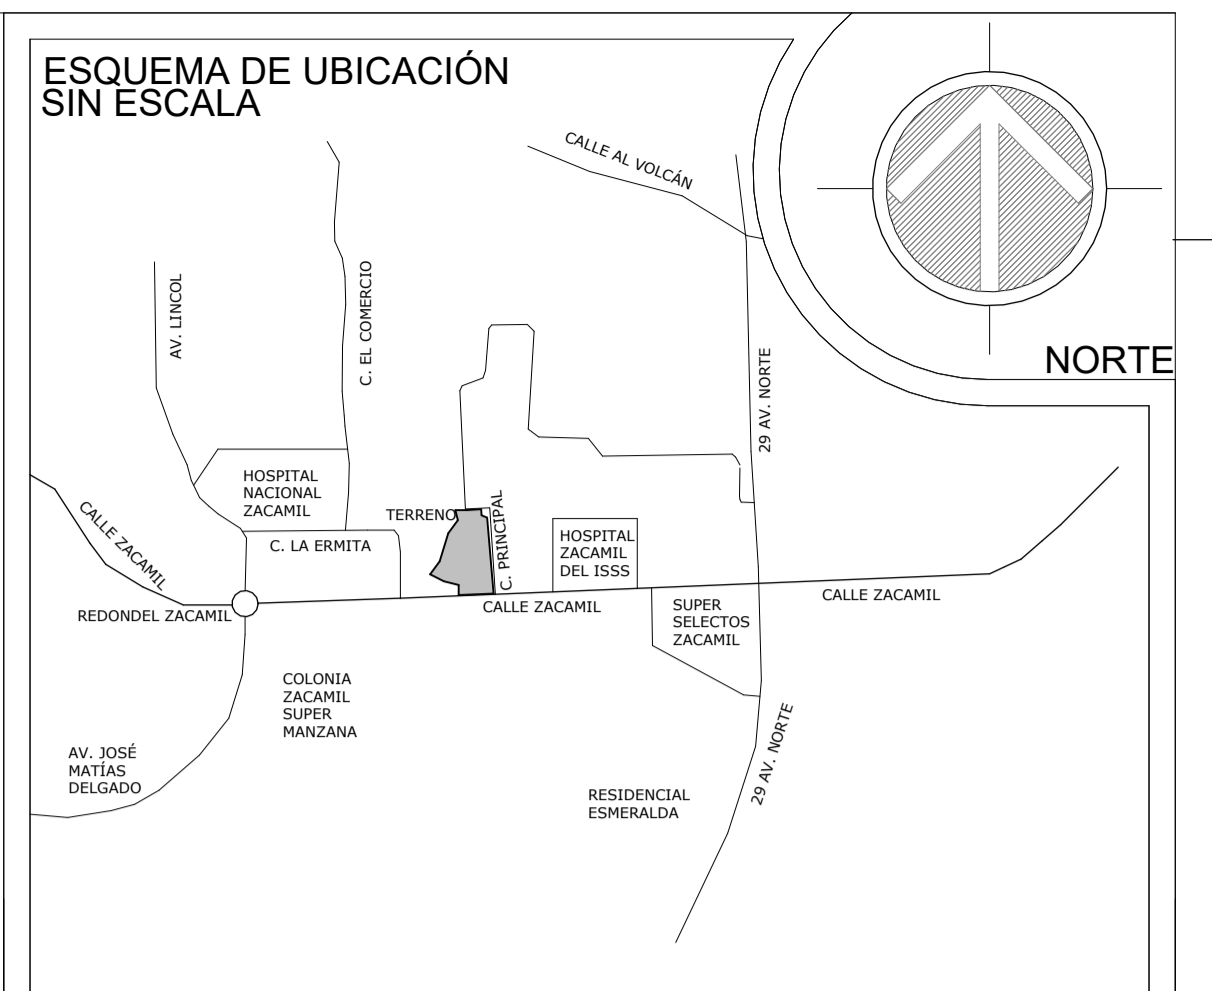 ESQUEMA DE UBICACIÓN
SIN ESCALA
NORTE
CALLE AL VOLCÁN
AV. LINCOL
C. EL COMERCIO
29 AV. NORTE
HOSPITAL
NACIONAL
ZACAMIL
CALLE ZACAMIL
TERRENO
C. PRINCIPAL
C. LA ERMITA
HOSPITAL
ZACAMIL
DEL ISSS
REDONDEL ZACAMIL
CALLE ZACAMIL
SUPER
SELECTOS
ZACAMIL
CALLE ZACAMIL
COLONIA
ZACAMIL
SUPER
MANZANA
AV. JOSÉ
MATÍAS
DELGADO
29 AV. NORTE
RESIDENCIAL
ESMERALDA